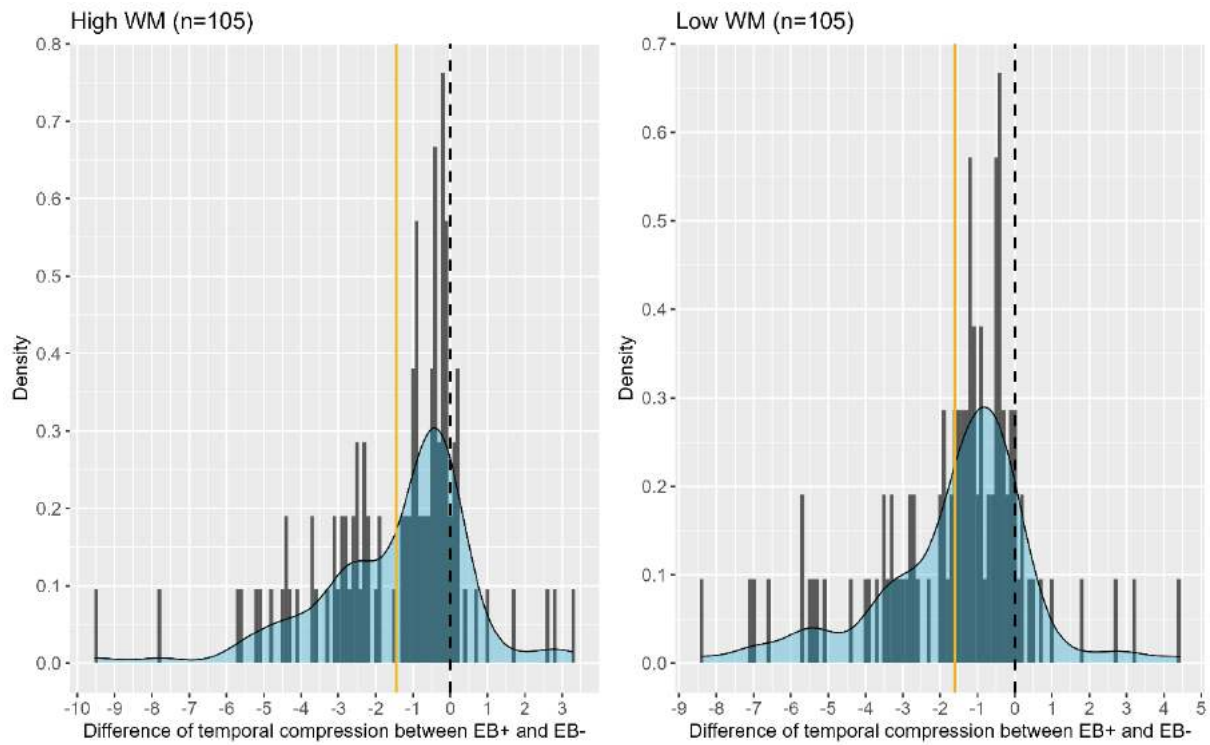 High WM (n=105)
0.8
0.7
0.6
0.5
0.4
0.3
0.2
0.1
0.0
Density
-10 -9 -8 -7 -6 -5 -4 -3 -2 -1 0 1 2 3
Difference of temporal compression between EB+ and EB-
Low WM (n=105)
0.7
0.6
0.5
0.4
0.3
0.2
0.1
0.0
Density
-9 -8 -7 -6 -5 -4 -3 -2 -1 0 1 2 3 4 5
Difference of temporal compression between EB+ and EB-